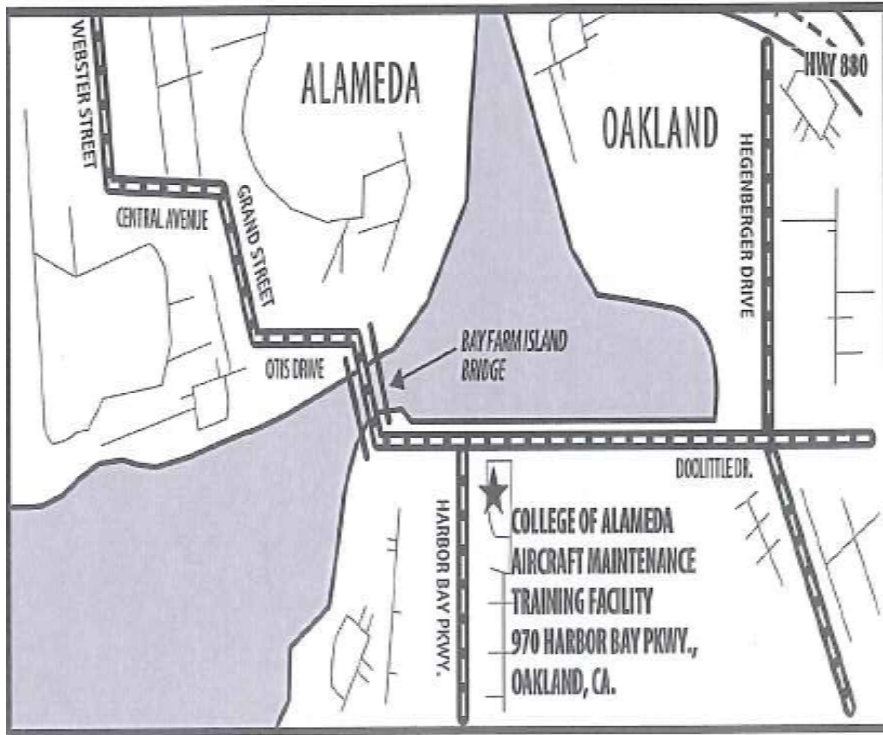 WEBSTER STREET
ALAMEDA
OAKLAND
HWY 880
HEGENBERGER DRIVE
CENTRAL AVENUE
GRAND STREET
OTIS DRIVE
BAY FARM ISLAND
BRIDGE
DOOLITTLE DR.
HARBOR BAY PKWY.
COLLEGE OF ALAMEDA
AIRCRAFT MAINTENANCE
TRAINING FACILITY
970 HARBOR BAY PKWY.,
OAKLAND, CA.